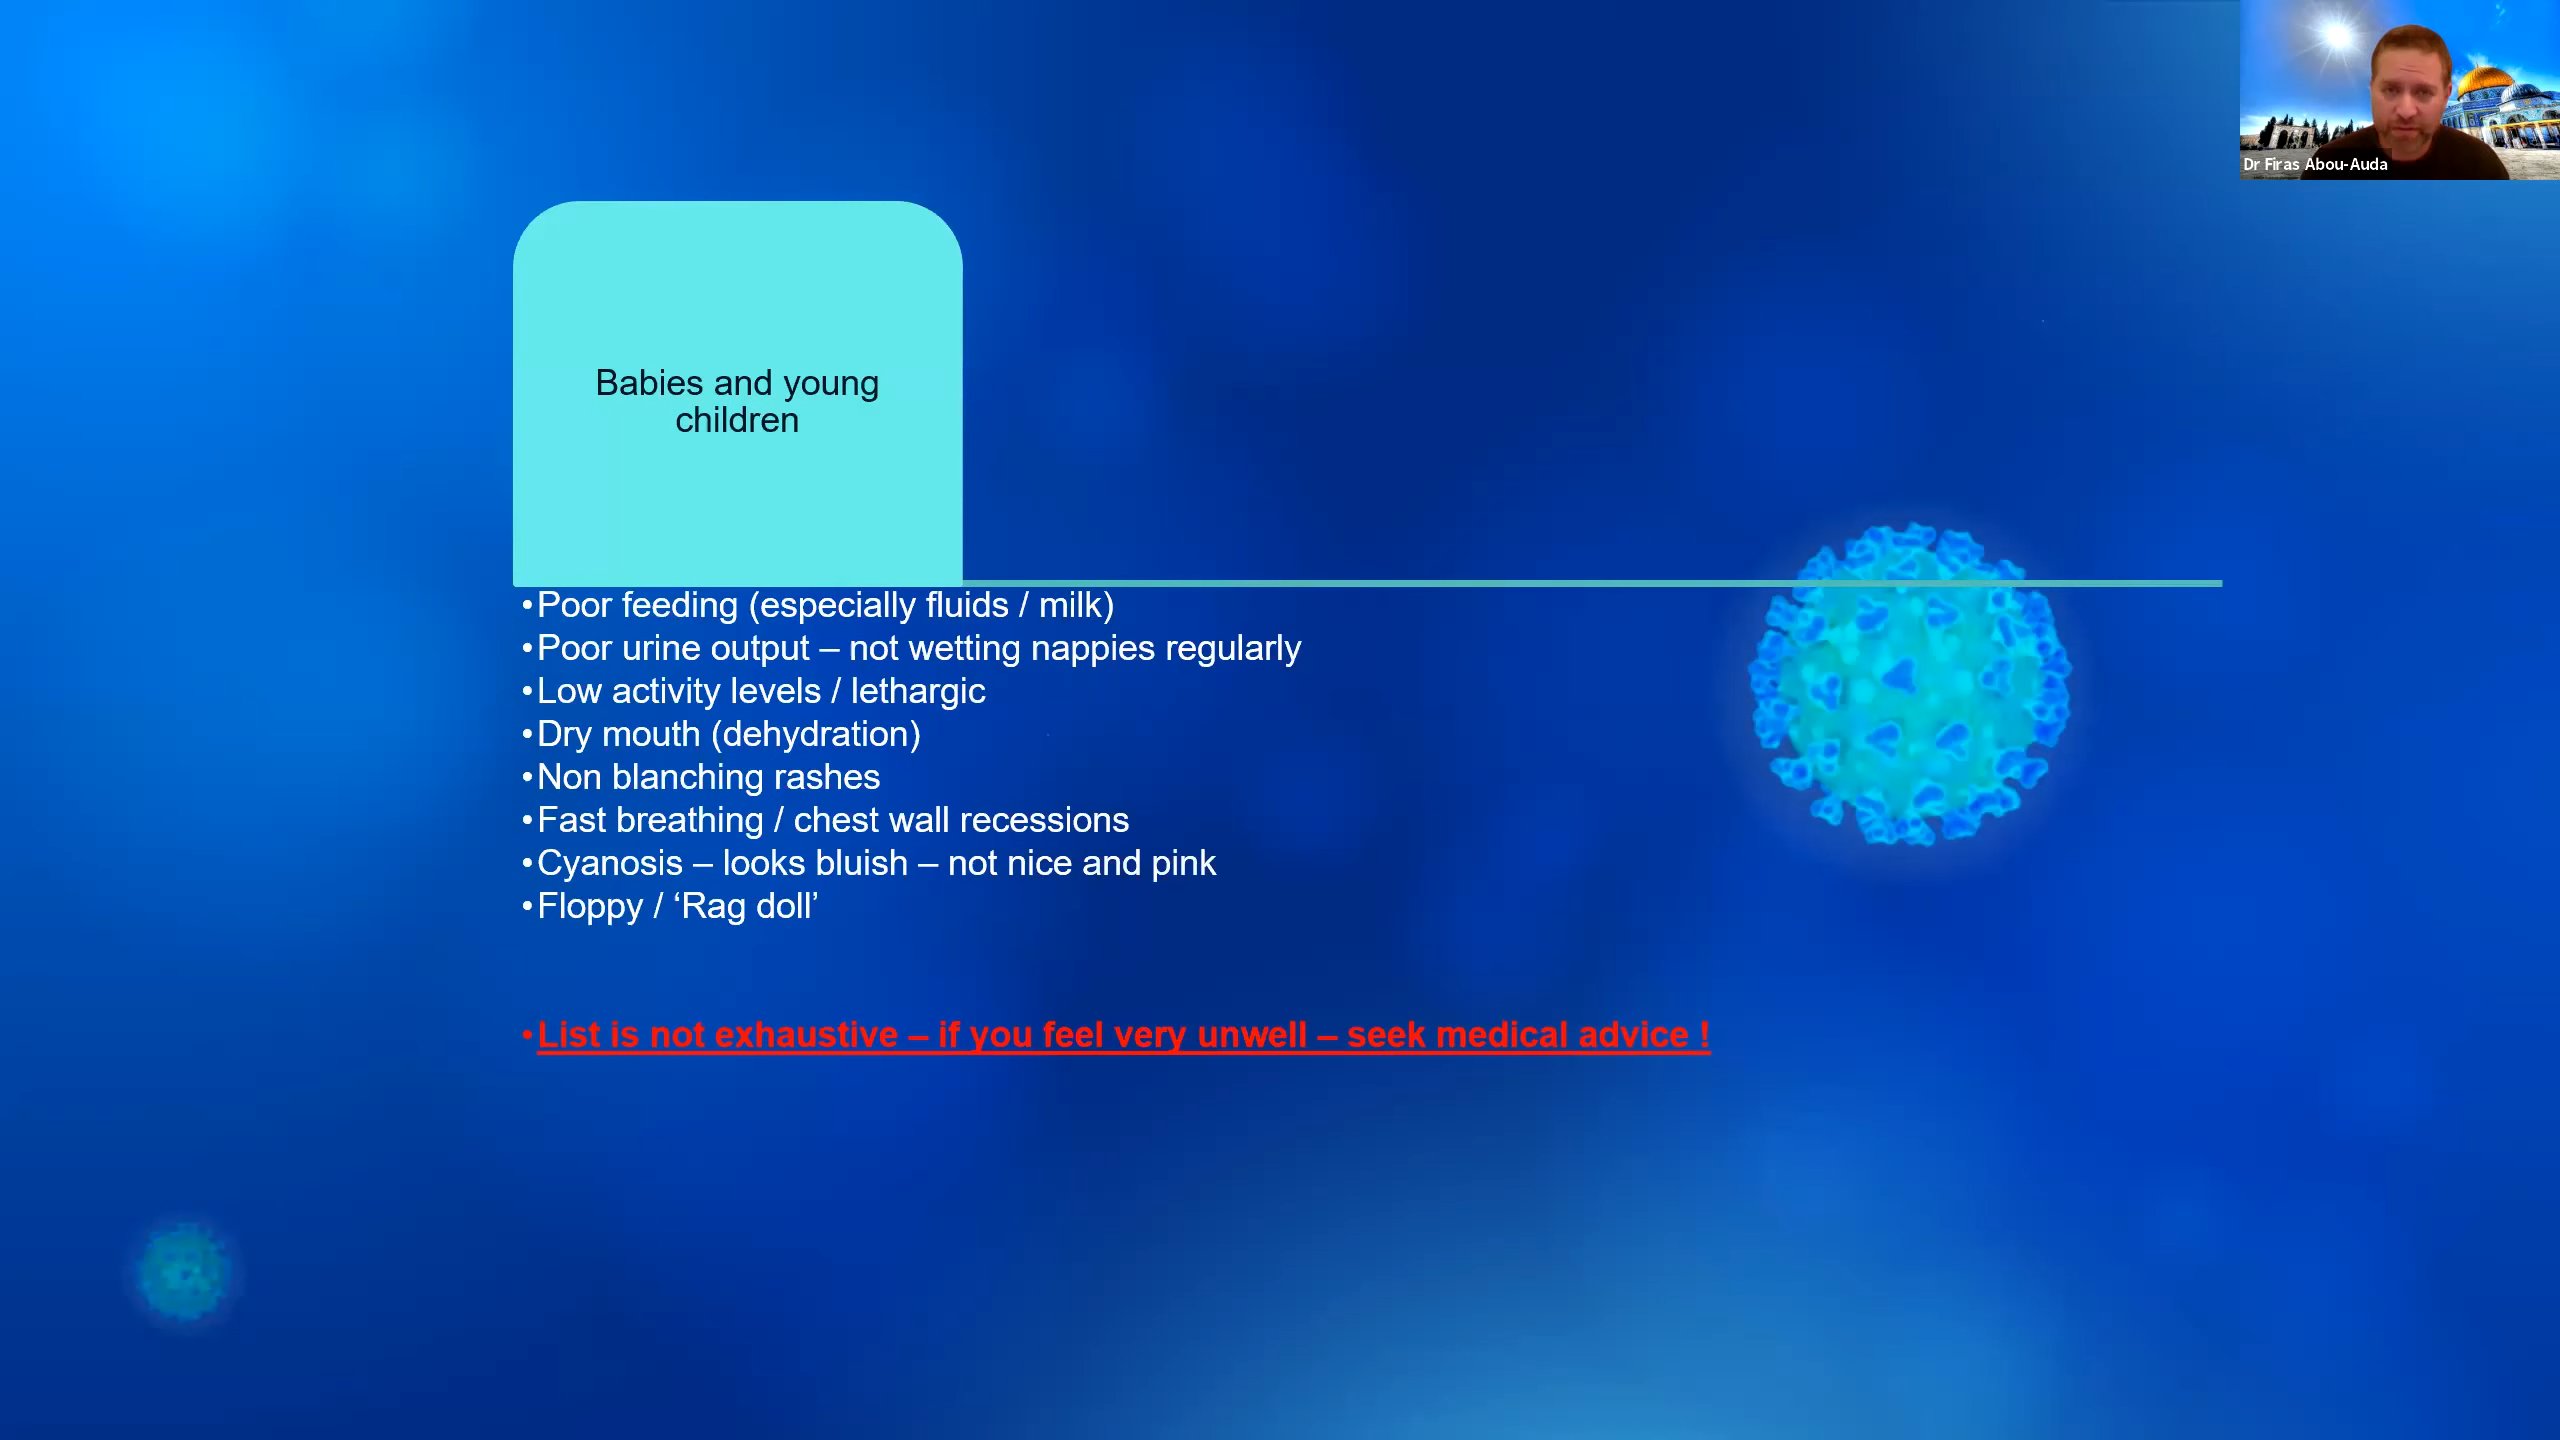 Dr Firas Abou-Auda
Babies and young
children
•Poor feeding (especially fluids / milk)
•Poor urine output – not wetting nappies regularly
•Low activity levels / lethargic
•Dry mouth (dehydration)
•Non blanching rashes
•Fast breathing / chest wall recessions
•Cyanosis – looks bluish – not nice and pink
•Floppy / ‘Rag doll’
•List is not exhaustive – if you feel very unwell – seek medical advice !